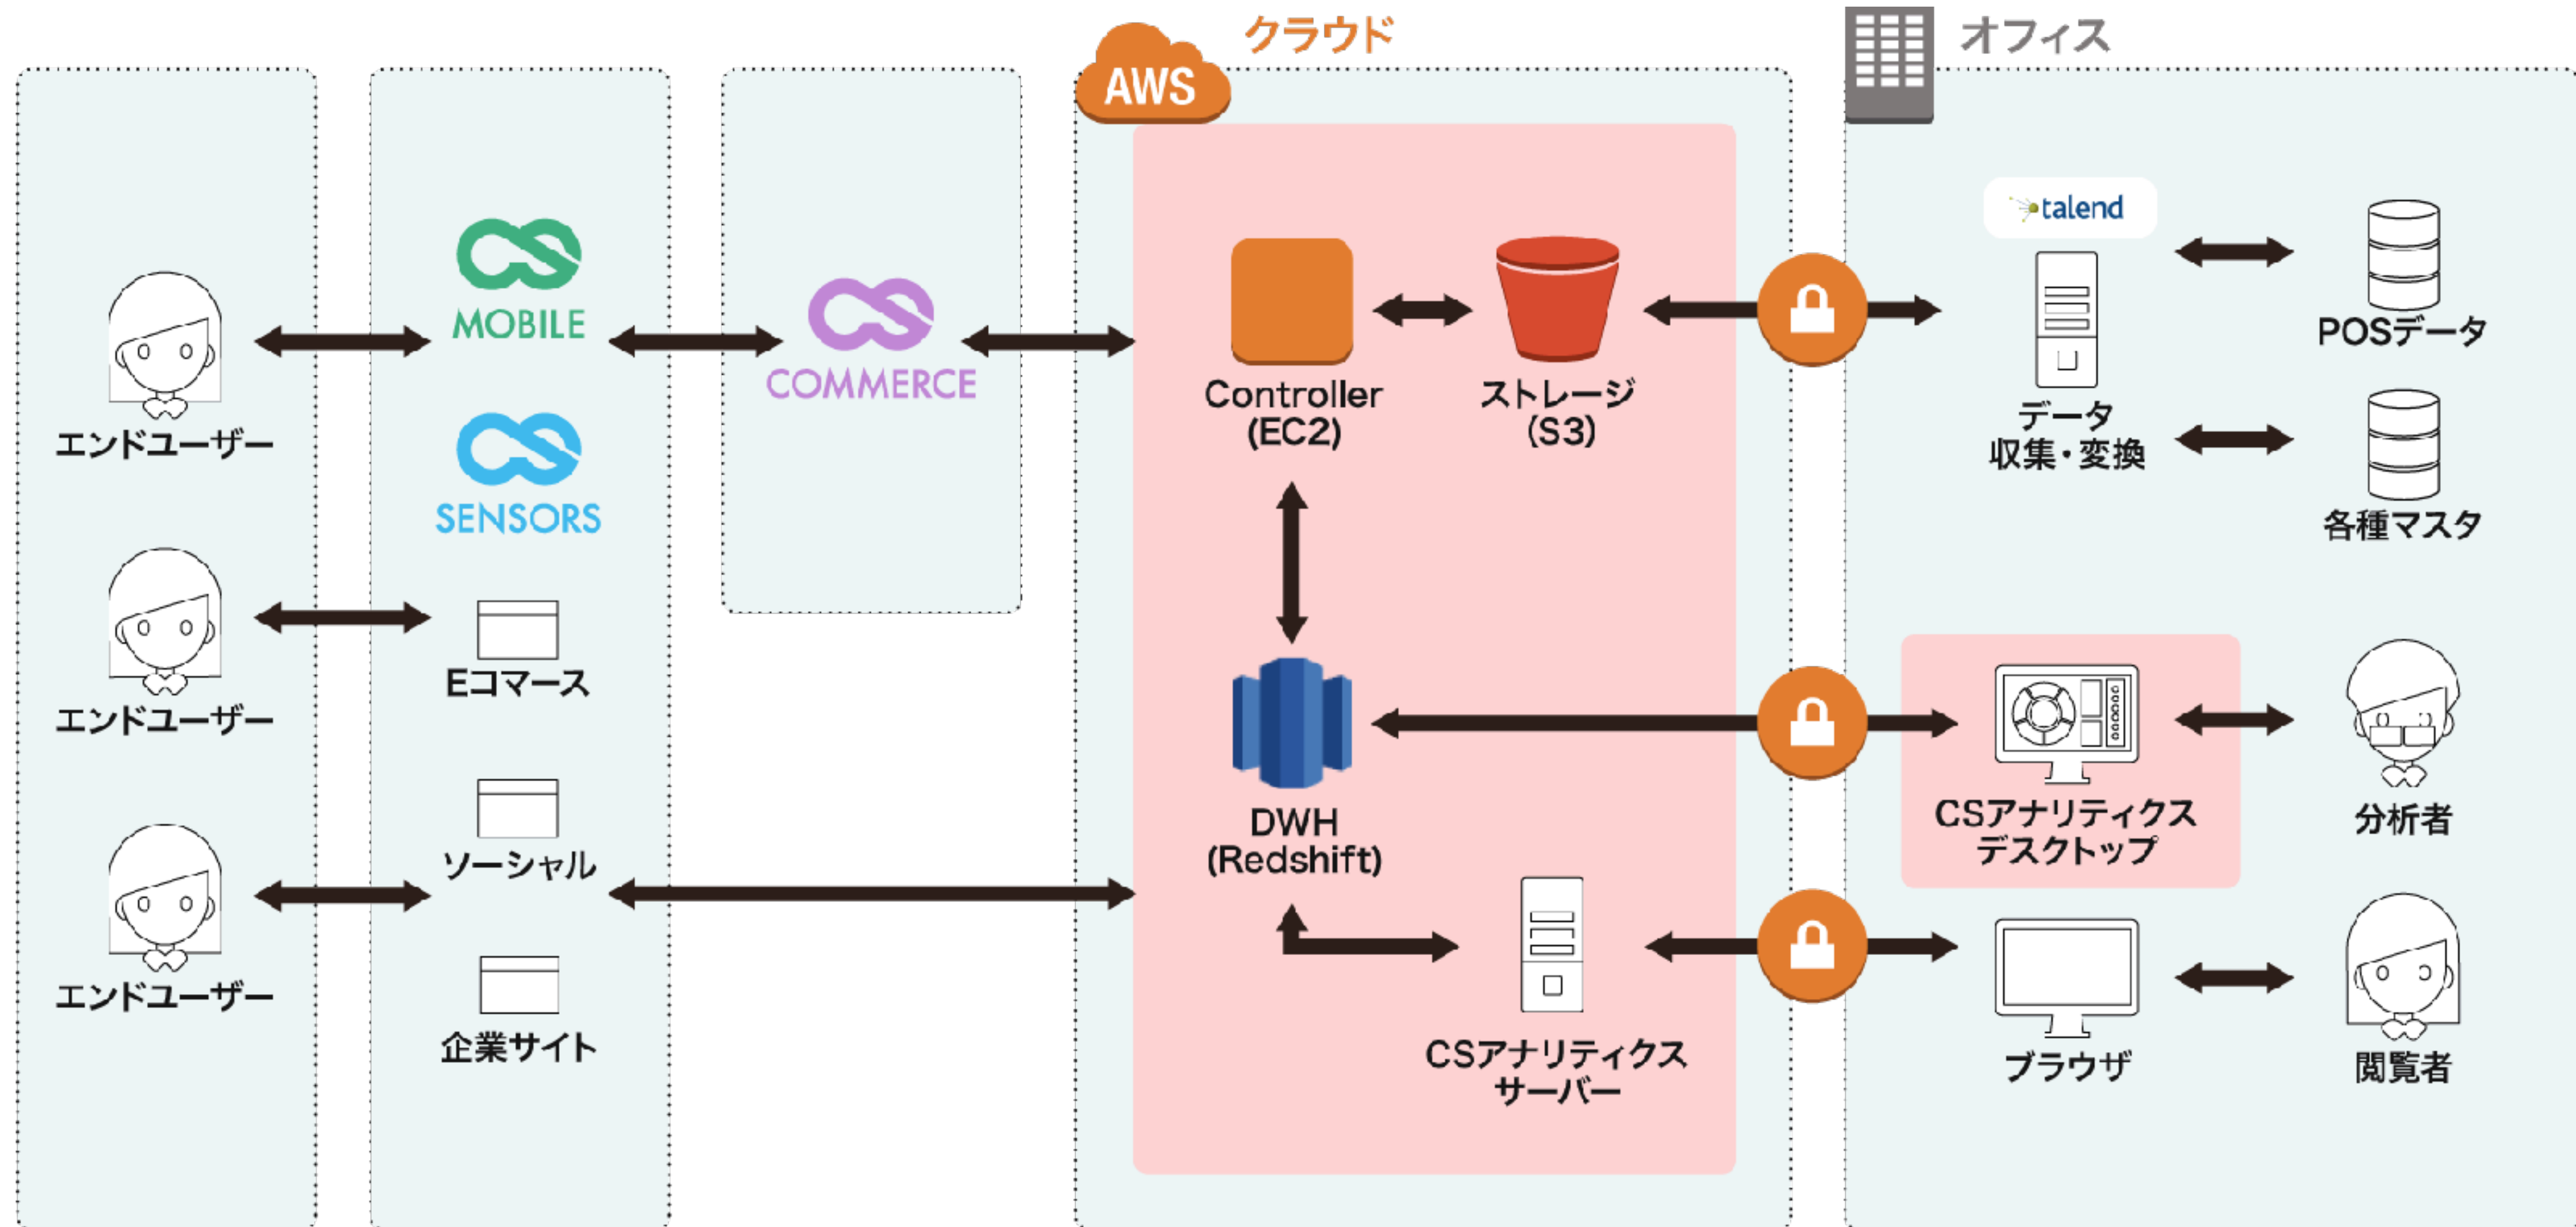 クラウド
オフィス
AWS
エンドユーザー
エンドユーザー
エンドユーザー
CS
MOBILE
CS
SENSORS
Eコマース
ソーシャル
企業サイト
CS
COMMERCE
Controller
(EC2)
ストレージ
(S3)
DWH
(Redshift)
CSアナリティクス
サーバー
talend
データ
収集・変換
POSデータ
各種マスタ
CSアナリティクス
デスクトップ
分析者
ブラウザ
閲覧者